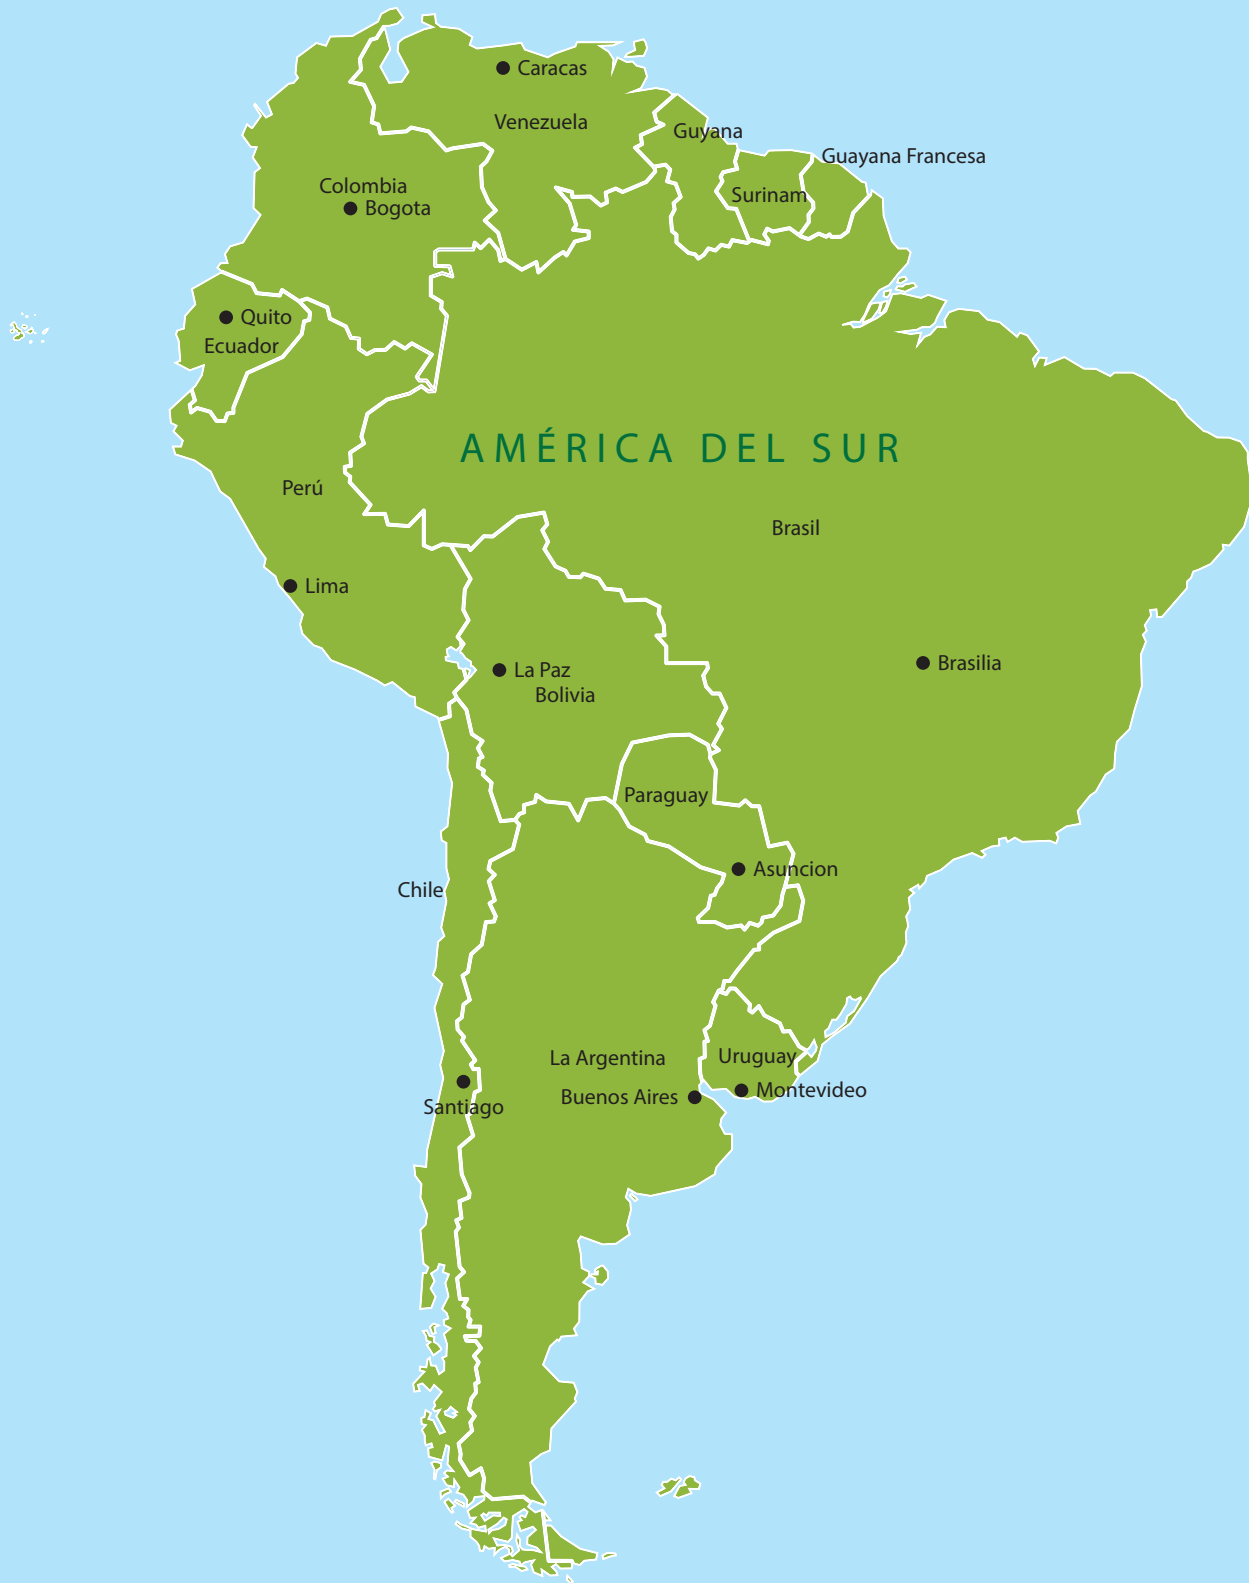 Caracas
Venezuela
Guyana
Guayana Francesa
Colombia
Surinam
Bogota
Quito
Ecuador
AMÉRICA DEL SUR
Perú
Brasil
Lima
Brasilia
La Paz
Bolivia
Paraguay
Asuncion
Chile
La Argentina
Uruguay
Buenos Aires
Montevideo
Santiago